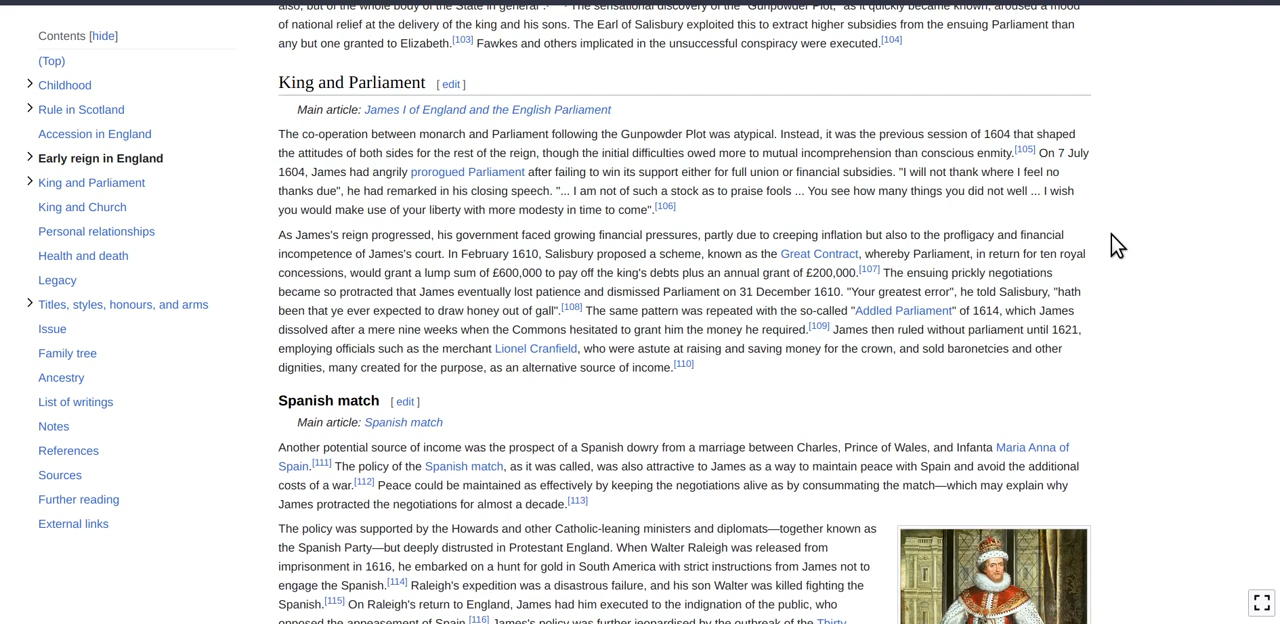 Contents [hide]
(Top)
Childhood
Rule in Scotland
Accession in England
Early reign in England
King and Parliament
King and Church
Personal relationships
Health and death
Legacy
Titles, styles, honours, and arms
Issue
Family tree
Ancestry
List of writings
Notes
References
Sources
Further reading
External links
also, but of the whole body of the State in general". The sensational discovery of the "Gunpowder Plot", as it quickly became known, aroused a mood
of national relief at the delivery of the king and his sons. The Earl of Salisbury exploited this to extract higher subsidies from the ensuing Parliament than
any but one granted to Elizabeth.[103] Fawkes and others implicated in the unsuccessful conspiracy were executed.[104]
King and Parliament [ edit ]
Main article: James I of England and the English Parliament
The co-operation between monarch and Parliament following the Gunpowder Plot was atypical. Instead, it was the previous session of 1604 that shaped
the attitudes of both sides for the rest of the reign, though the initial difficulties owed more to mutual incomprehension than conscious enmity.[105] On 7 July
1604, James had angrily prorogued Parliament after failing to win its support either for full union or financial subsidies. "I will not thank where I feel no
thanks due", he had remarked in his closing speech. "... I am not of such a stock as to praise fools ... You see how many things you did not well ... I wish
you would make use of your liberty with more modesty in time to come".[106]
As James's reign progressed, his government faced growing financial pressures, partly due to creeping inflation but also to the profligacy and financial
incompetence of James's court. In February 1610, Salisbury proposed a scheme, known as the Great Contract, whereby Parliament, in return for ten royal
concessions, would grant a lump sum of £600,000 to pay off the king's debts plus an annual grant of £200,000.[107] The ensuing prickly negotiations
became so protracted that James eventually lost patience and dismissed Parliament on 31 December 1610. "Your greatest error", he told Salisbury, "hath
been that ye ever expected to draw honey out of gall".[108] The same pattern was repeated with the so-called "Addled Parliament" of 1614, which James
dissolved after a mere nine weeks when the Commons hesitated to grant him the money he required.[109] James then ruled without parliament until 1621,
employing officials such as the merchant Lionel Cranfield, who were astute at raising and saving money for the crown, and sold baronetcies and other
dignities, many created for the purpose, as an alternative source of income.[110]
Spanish match [ edit ]
Main article: Spanish match
Another potential source of income was the prospect of a Spanish dowry from a marriage between Charles, Prince of Wales, and Infanta Maria Anna of
Spain.[111] The policy of the Spanish match, as it was called, was also attractive to James as a way to maintain peace with Spain and avoid the additional
costs of a war.[112] Peace could be maintained as effectively by keeping the negotiations alive as by consummating the match—which may explain why
James protracted the negotiations for almost a decade.[113]
The policy was supported by the Howards and other Catholic-leaning ministers and diplomats—together known as
the Spanish Party—but deeply distrusted in Protestant England. When Walter Raleigh was released from
imprisonment in 1616, he embarked on a hunt for gold in South America with strict instructions from James not to
engage the Spanish.[114] Raleigh's expedition was a disastrous failure, and his son Walter was killed fighting the
Spanish.[115] On Raleigh's return to England, James had him executed to the indignation of the public, who
opposed the appeasement of Spain.[116] James's policy was further jeopardised by the outbreak of the Thirty